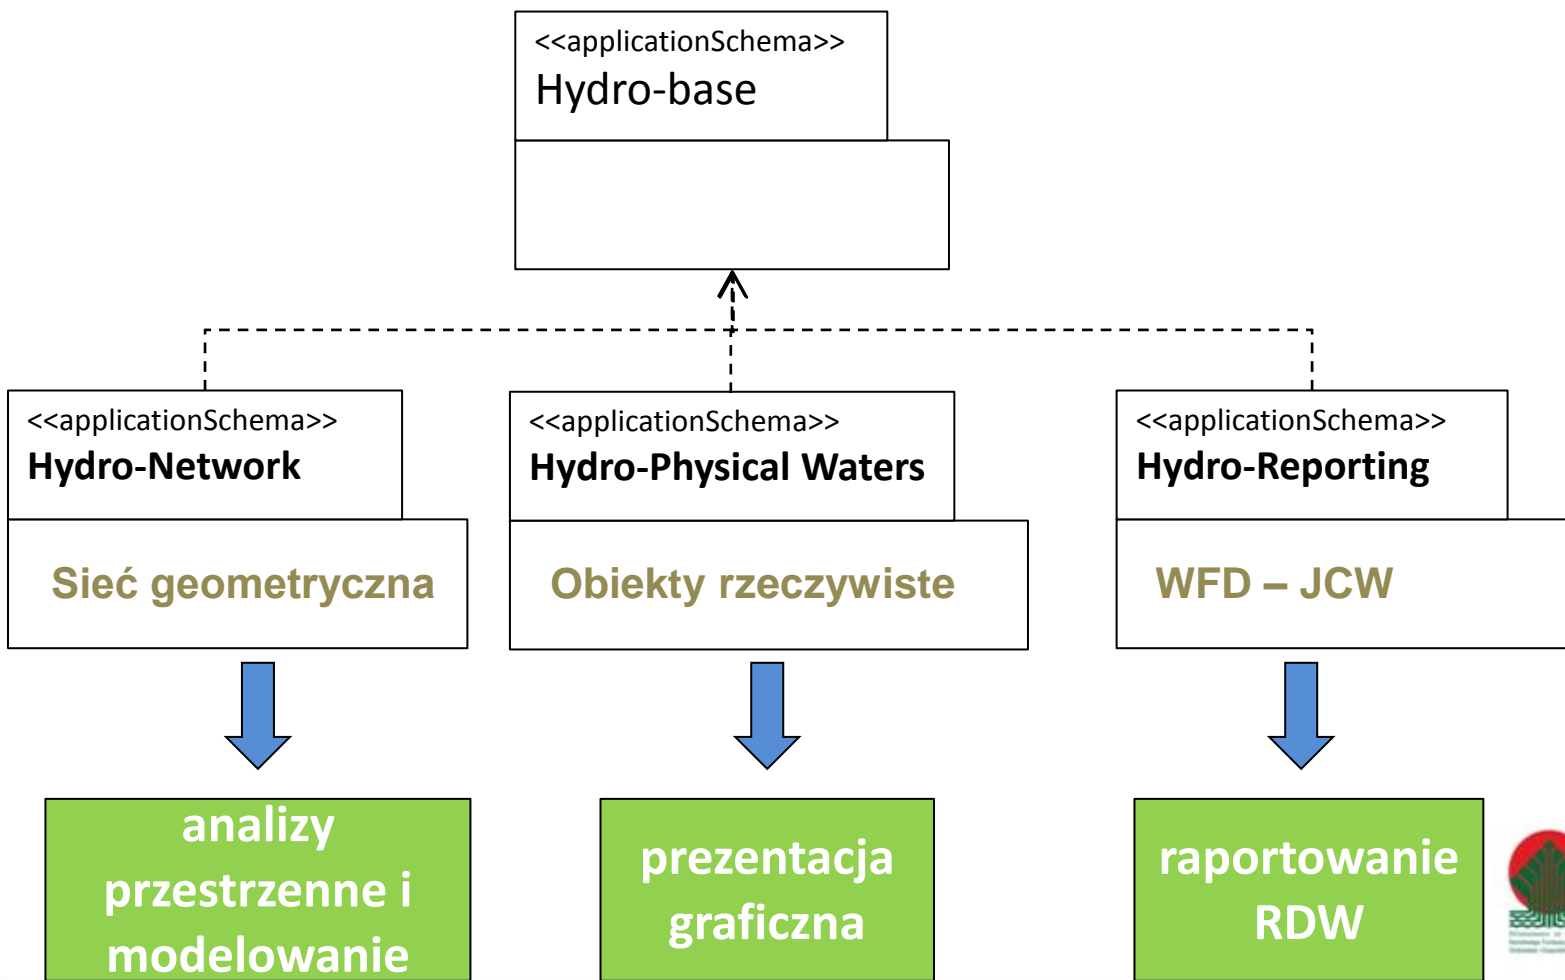 <<applicationSchema>>
Hydro-base
<<applicationSchema>>
Hydro-Network
Sieć geometryczna
<<applicationSchema>>
Hydro-Physical Waters
Obiekty rzeczywiste
<<applicationSchema>>
Hydro-Reporting
WFD – JCW
analizy
przestrzenne i
modelowanie
prezentacja
graficzna
raportowanie
RDW